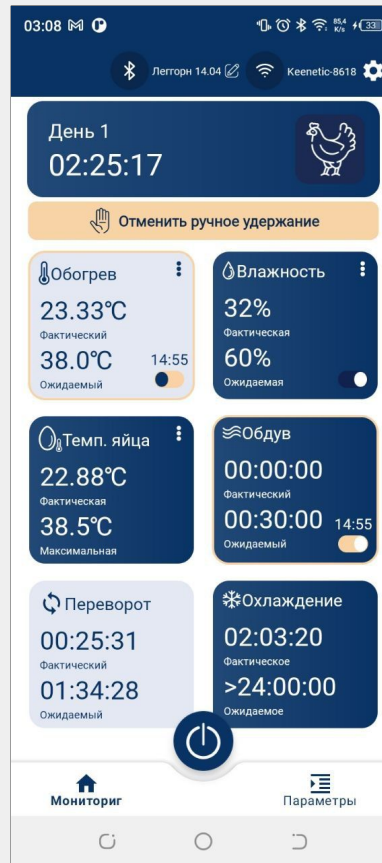 03:08
85,4
K/s
33
Леггорн 14.04
Keenetic-8618
День 1
02:25:17
Отменить ручное удержание
Обогрев
23.33℃
Фактический
38.0℃
14:55
Ожидаемый
Влажность
32%
Фактическая
60%
Ожидаемая
Темп. яйца
22.88℃
Фактическая
38.5℃
Максимальная
Обдув
00:00:00
Фактический
00:30:00
14:55
Ожидаемый
Переворот
00:25:31
Фактический
01:34:28
Ожидаемый
Охлаждение
02:03:20
Фактическое
>24:00:00
Ожидаемое
Мониториг
Параметры